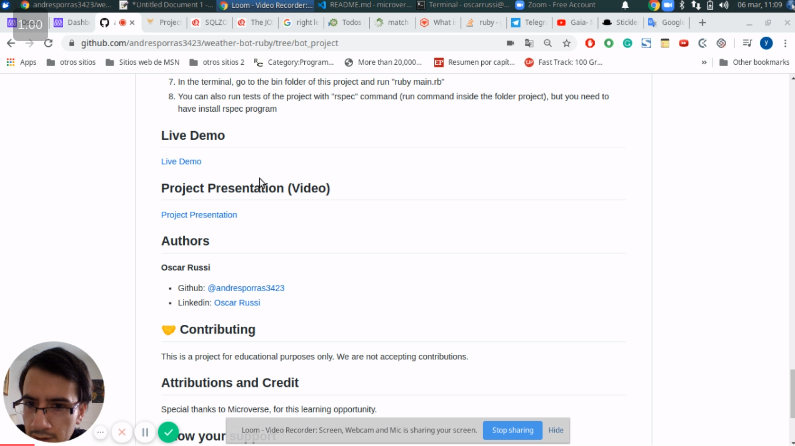 andresporras3423/we...
*Untitled Document 1
Loom - Video Recorder:
README.md - microver...
Terminal - oscarrussi@...
Zoom - Free Account
06 mar, 11:09
1:00
Dashb
Projec
SQLZO
The JO
right l
Todos
match
What i
ruby -
Telegr
Gaia-
Stickle
Google
github.com/andresporras3423/weather-bot-ruby/tree/bot_project
Apps
otros sitios
Sitios web de MSN
otros sitios 2
Category:Program...
More than 20,000...
Resumen por capít...
Fast Track: 100 Gr...
»
Other bookmarks
7. In the terminal, go to the bin folder of this project and run "ruby main.rb"
8. You can also run tests of the project with "rspec" command (run command inside the folder project), but you need to
have install rspec program
Live Demo
Live Demo
Project Presentation (Video)
Project Presentation
Authors
Oscar Russi
• Github: @andresporras3423
• Linkedin: Oscar Russi
🤝 Contributing
This is a project for educational purposes only. We are not accepting contributions.
Attributions and Credit
Special thanks to Microverse, for this learning opportunity.
Loom - Video Recorder: Screen, Webcam and Mic is sharing your screen.
Stop sharing
Hide
ow your support